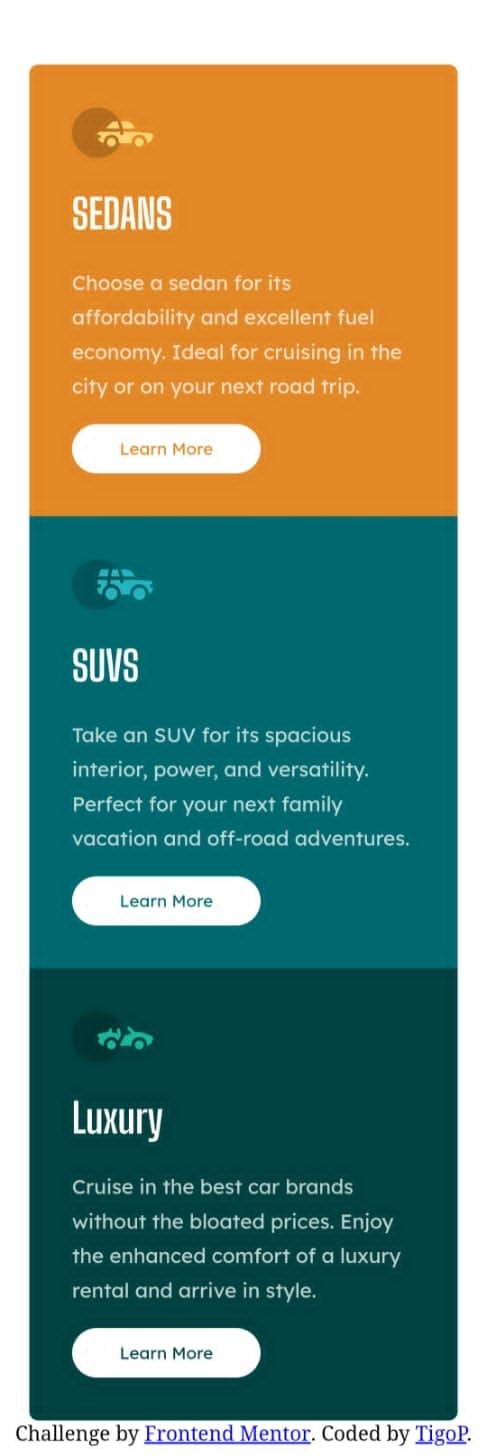 SEDANS
Choose a sedan for its
affordability and excellent fuel
economy. Ideal for cruising in the
city or on your next road trip.
Learn More
SUVS
Take an SUV for its spacious
interior, power, and versatility.
Perfect for your next family
vacation and off-road adventures.
Learn More
Luxury
Cruise in the best car brands
without the bloated prices. Enjoy
the enhanced comfort of a luxury
rental and arrive in style.
Learn More
Challenge by Frontend Mentor. Coded by TigoP.